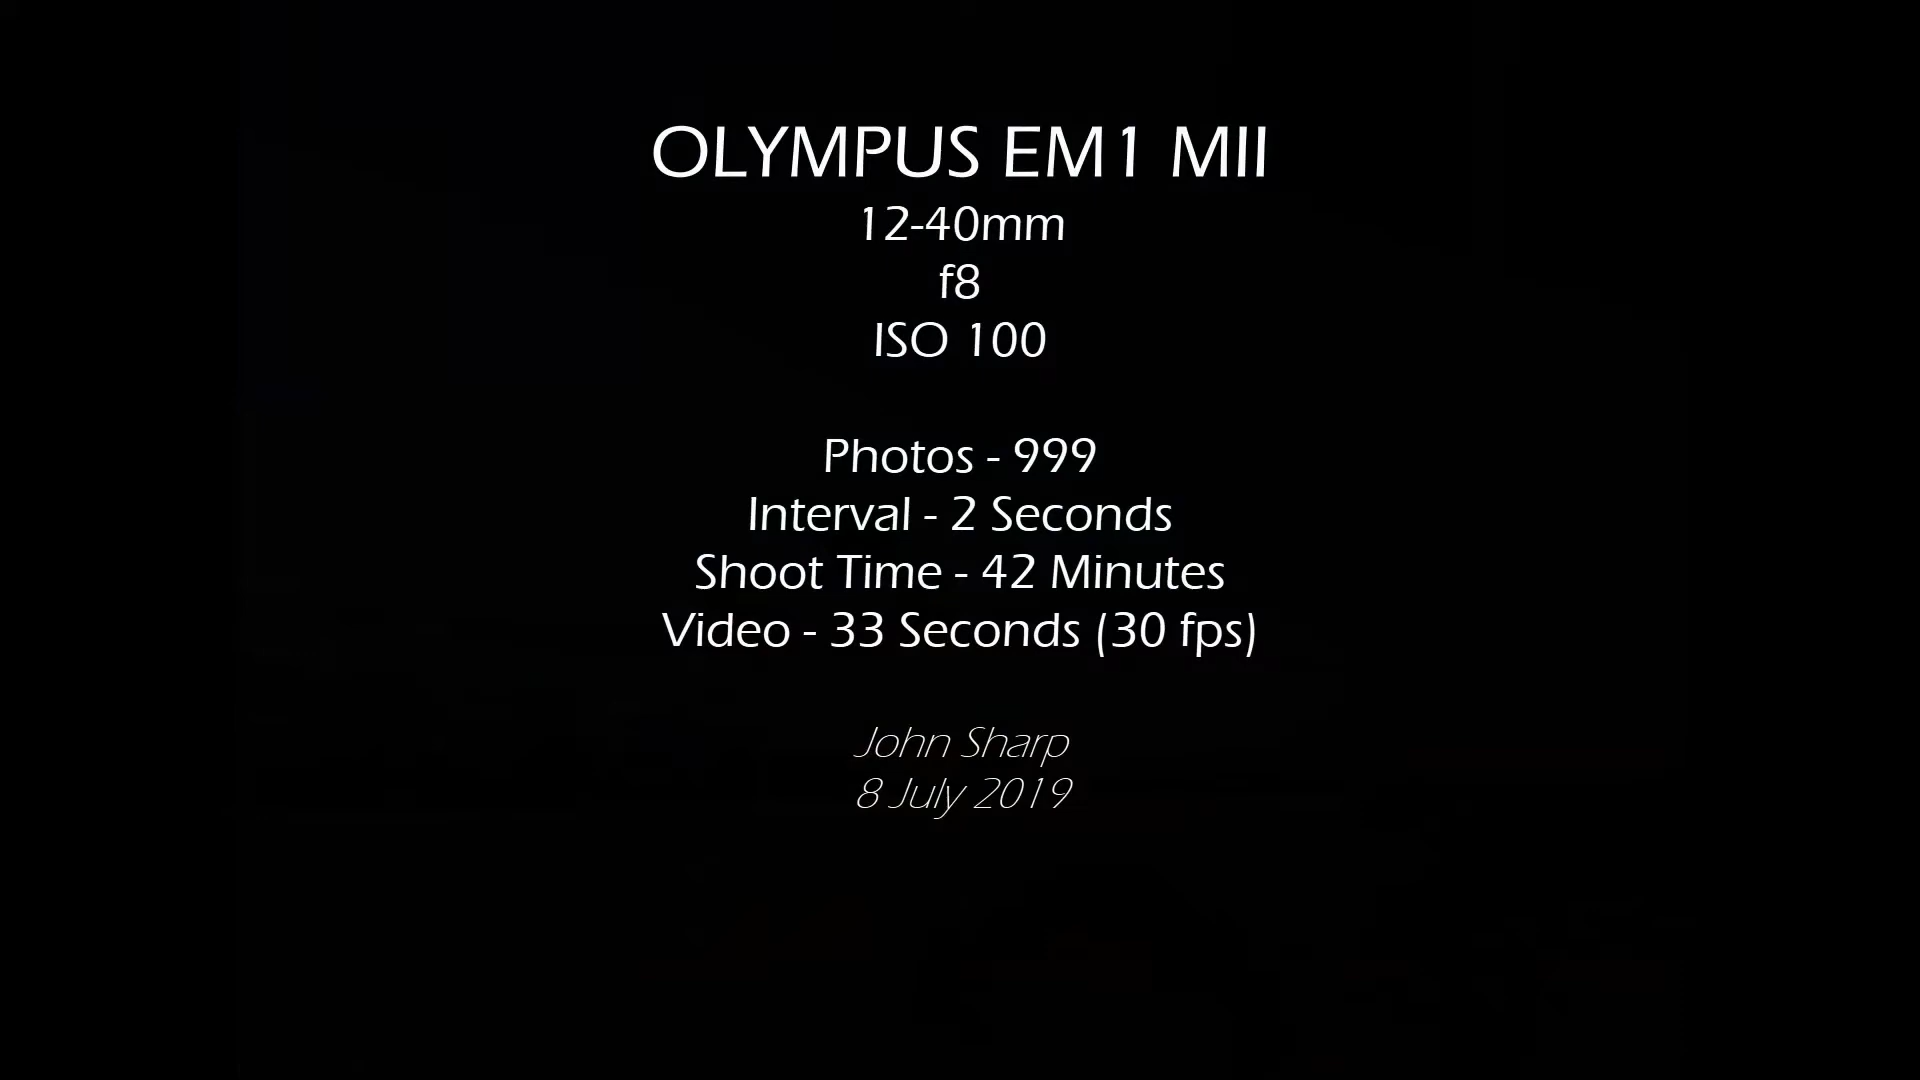 OLYMPUS EM1 MII
12-40mm
f8
ISO 100
Photos - 999
Interval - 2 Seconds
Shoot Time - 42 Minutes
Video - 33 Seconds (30 fps)
John Sharp
8 July 2019